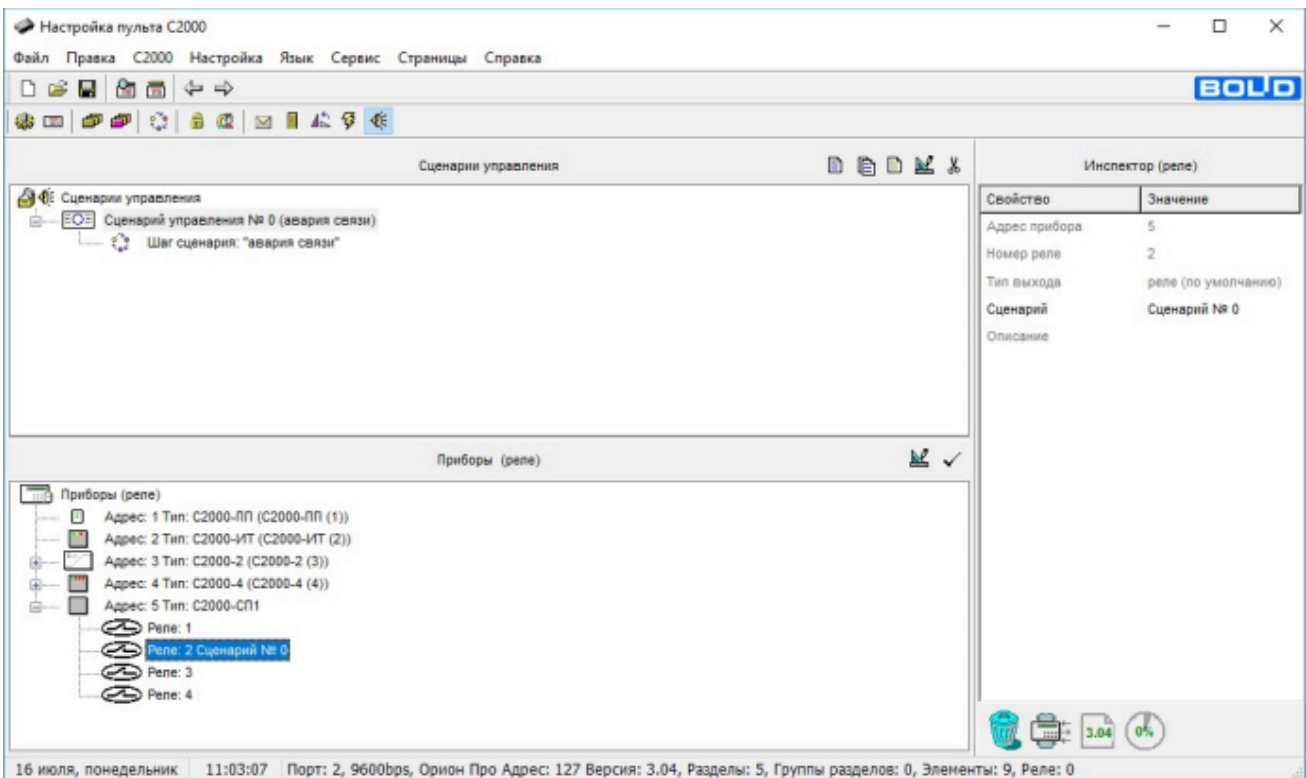 Настройка пульта С2000
Файл Правка С2000 Настройка Язык Сервис Страницы Справка
BOLID
Сценарии управления
Инспектор (реле)
Сценарии управления
Сценарий управления № 0 (авария связи)
Шаг сценария: "авария связи"
Свойство Значение
Адрес прибора 5
Номер реле 2
Тип выхода реле (по умолчанию)
Сценарий Сценарий № 0
Описание
Приборы (реле)
Приборы (реле)
Адрес: 1 Тип: С2000-ПП (С2000-ПП (1))
Адрес: 2 Тип: С2000-ИТ (С2000-ИТ (2))
Адрес: 3 Тип: С2000-2 (С2000-2 (3))
Адрес: 4 Тип: С2000-4 (С2000-4 (4))
Адрес: 5 Тип: С2000-СП1
Реле: 1
Реле: 2 Сценарий № 0
Реле: 3
Реле: 4
3.04 0%
16 июля, понедельник 11:03:07 Порт: 2, 9600bps, Орион Про Адрес: 127 Версия: 3.04, Разделы: 5, Группы разделов: 0, Элементы: 9, Реле: 0